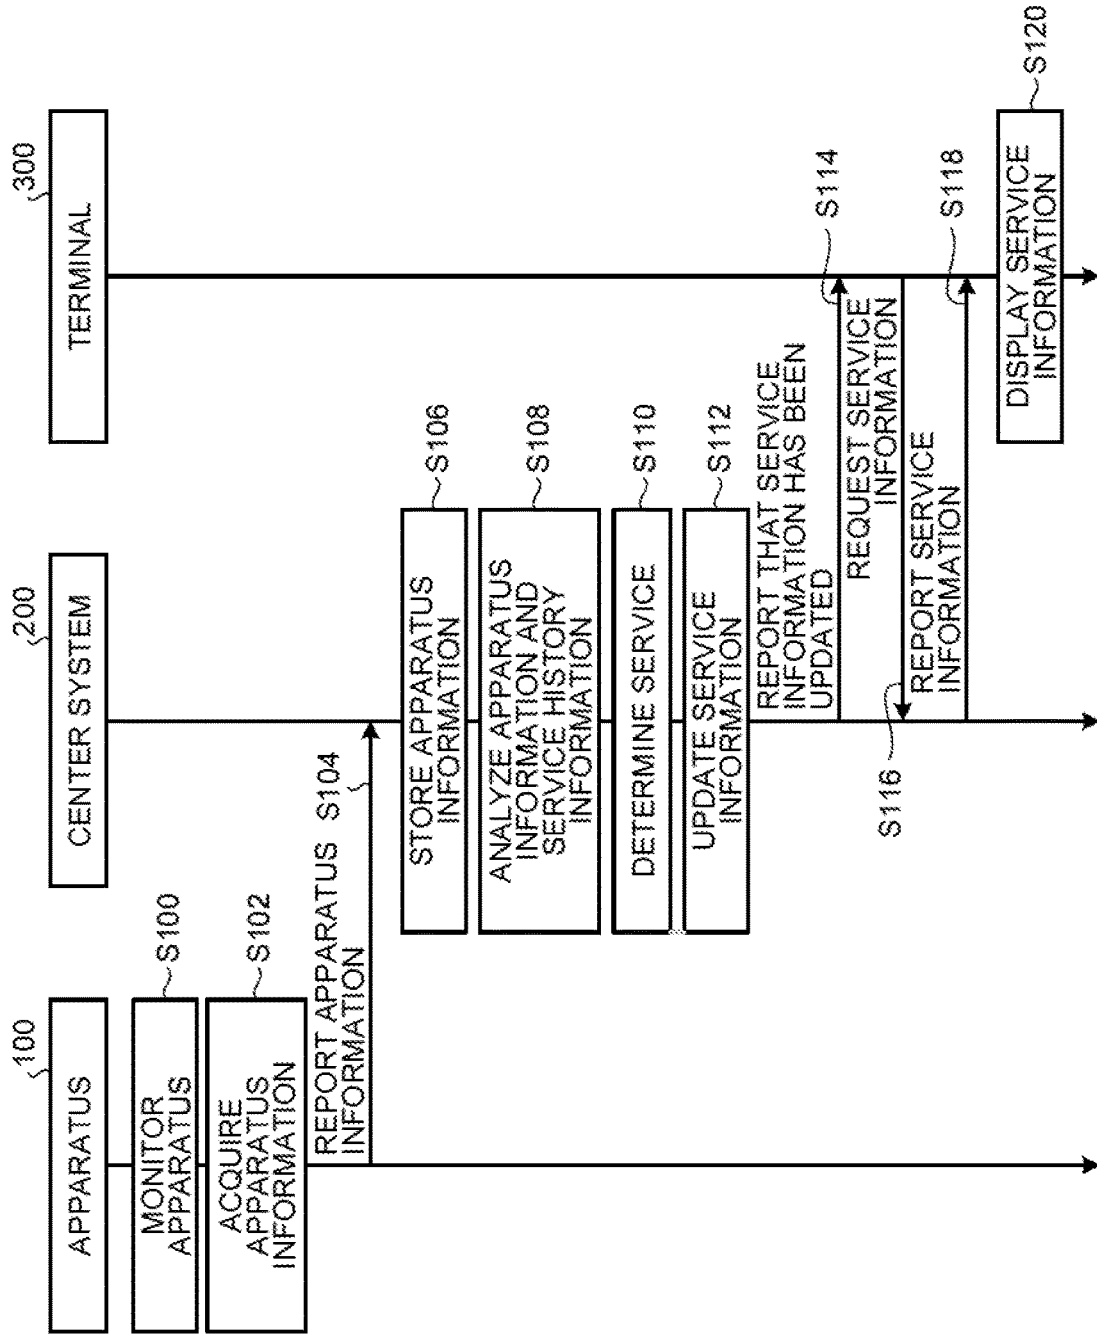 100
APPARATUS
200
CENTER SYSTEM
300
TERMINAL
MONITOR
APPARATUS
S100
ACQUIRE
APPARATUS
INFORMATION
S102
REPORT APPARATUS
INFORMATION
S104
STORE APPARATUS
INFORMATION
S106
ANALYZE APPARATUS
INFORMATION AND
SERVICE HISTORY
INFORMATION
S108
DETERMINE SERVICE
S110
UPDATE SERVICE
INFORMATION
S112
REPORT THAT SERVICE
INFORMATION HAS BEEN
UPDATED
S114
REQUEST SERVICE
INFORMATION
S116
REPORT SERVICE
INFORMATION
S118
DISPLAY SERVICE
INFORMATION
S120